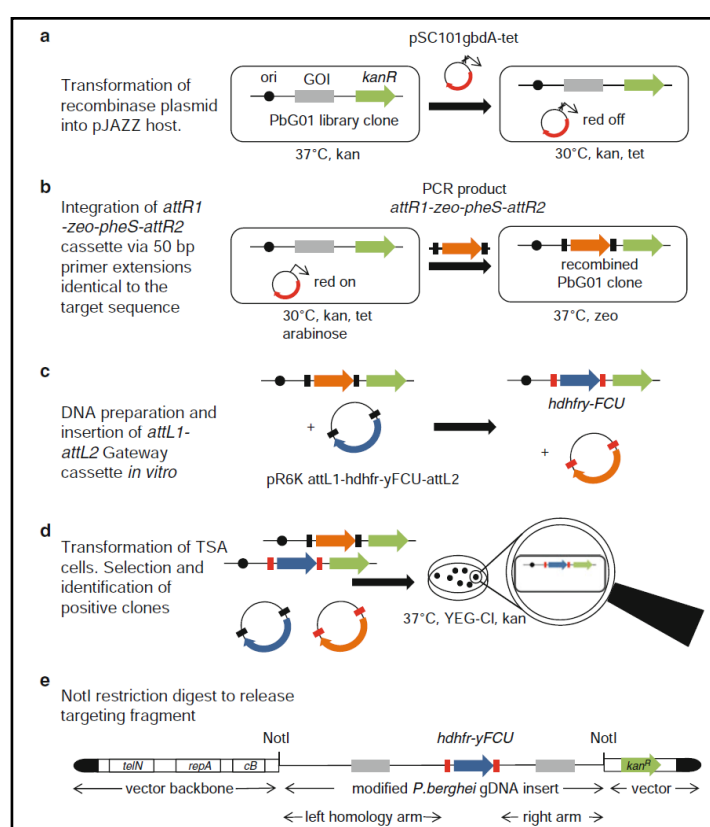 a
Transformation of
recombinase plasmid
into pJAZZ host.
pSC101gbdA-tet
ori GOI kanR
PbG01 library clone
37°C, kan
red off
30°C, kan, tet
b
Integration of attR1
-zeo-pheS-attR2
cassette via 50 bp
primer extensions
identical to the
target sequence
PCR product
attR1-zeo-pheS-attR2
red on
30°C, kan, tet
arabinose
recombined
PbG01 clone
37°C, zeo
c
DNA preparation and
insertion of attL1-
attL2 Gateway
cassette in vitro
+
pR6K attL1-hdhfr-yFCU-attL2
hdhfry-FCU
+
d
Transformation of TSA
cells. Selection and
identification of
positive clones
37°C, YEG-Cl, kan
e
NotI restriction digest to release
targeting fragment
NotI hdhfr-yFCU NotI
telN repA cB kanR
vector backbone modified P.berghei gDNA insert vector
left homology arm right arm